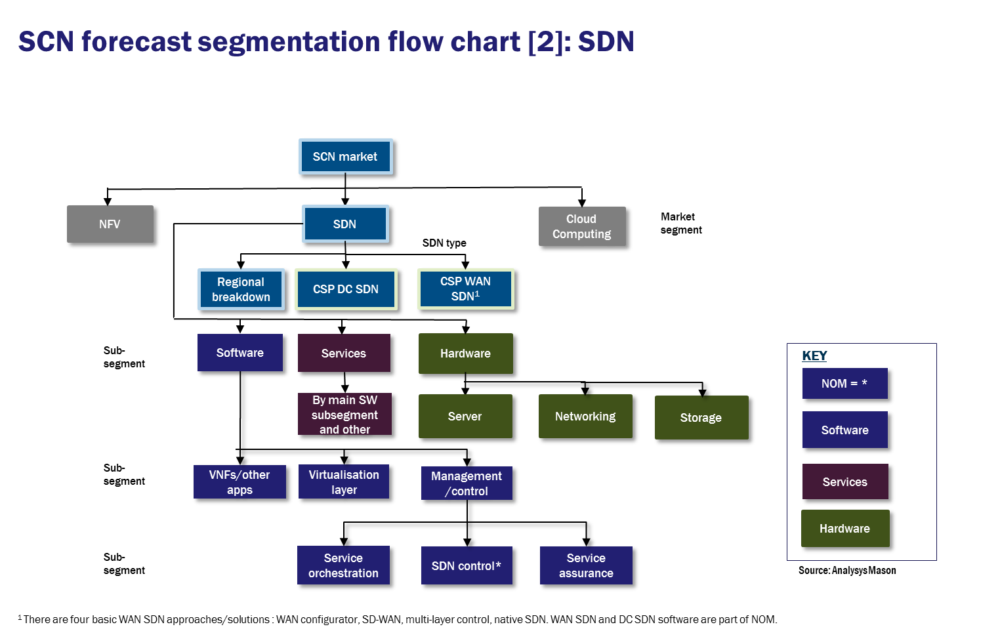 SCN forecast segmentation flow chart [2]: SDN
SCN market
NFV
SDN
Cloud
Computing
Market
segment
SDN type
Regional
breakdown
CSP DC SDN
CSP WAN
SDN¹
Sub-
segment
Software
Services
Hardware
By main SW
subsegment
and other
Server
Networking
Storage
Sub-
segment
VNFs/other
apps
Virtualisation
layer
Management
/control
Sub-
segment
Service
orchestration
SDN control*
Service
assurance
KEY
NOM = *
Software
Services
Hardware
Source: Analysys Mason
¹ There are four basic WAN SDN approaches/solutions : WAN configurator, SD-WAN, multi-layer control, native SDN. WAN SDN and DC SDN software are part of NOM.